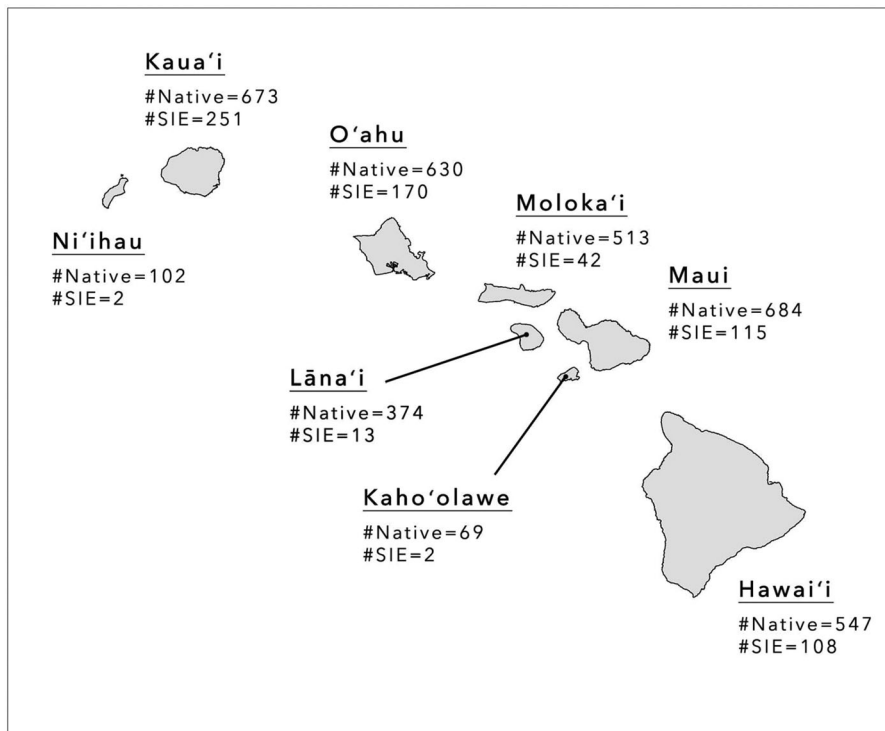 Kauaʻi
#Native=673
#SIE=251
Oʻahu
#Native=630
#SIE=170
Molokaʻi
#Native=513
#SIE=42
Niʻihau
#Native=102
#SIE=2
Maui
#Native=684
#SIE=115
Lānaʻi
#Native=374
#SIE=13
Kahoʻolawe
#Native=69
#SIE=2
Hawaiʻi
#Native=547
#SIE=108